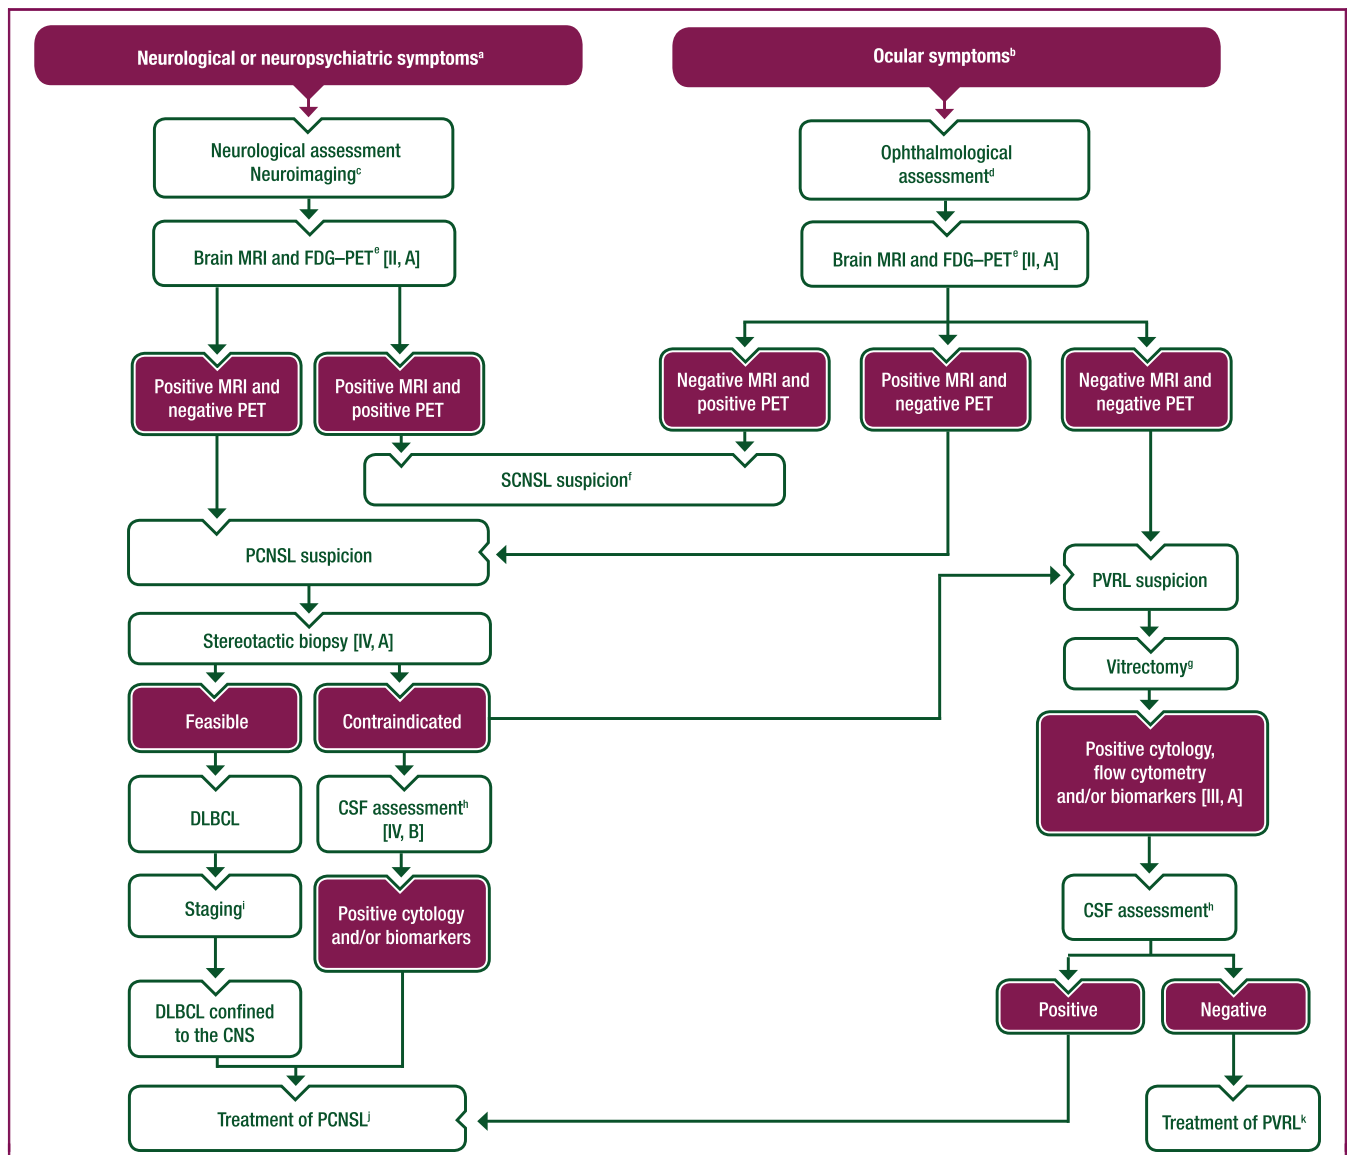 Neurological or neuropsychiatric symptomsᵃ
Ocular symptomsᵇ
Neurological assessment
Neuroimagingᶜ
Ophthalmological
assessmentᵈ
Brain MRI and FDG–PETᵉ [II, A]
Brain MRI and FDG–PETᵉ [II, A]
Positive MRI and
negative PET
Positive MRI and
positive PET
Negative MRI and
positive PET
Positive MRI and
negative PET
Negative MRI and
negative PET
SCNSL suspicionᶠ
PCNSL suspicion
PVRL suspicion
Stereotactic biopsy [IV, A]
Vitrectomyᵍ
Feasible
Contraindicated
Positive cytology,
flow cytometry
and/or biomarkers [III, A]
DLBCL
CSF assessmentʰ
[IV, B]
Stagingⁱ
Positive cytology
and/or biomarkers
CSF assessmentʰ
DLBCL confined
to the CNS
Positive
Negative
Treatment of PCNSLʲ
Treatment of PVRLᵏ